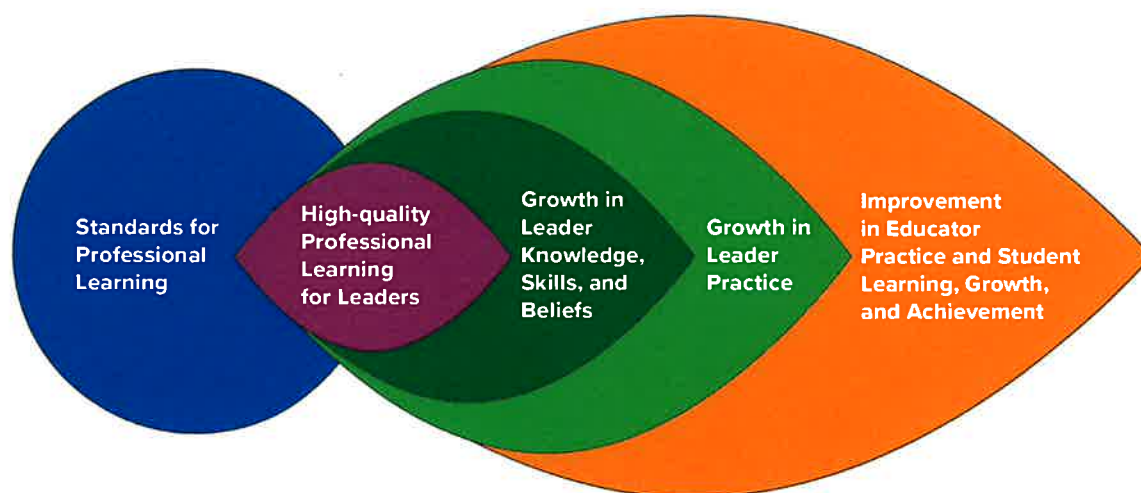 Standards for
Professional
Learning
High-quality
Professional
Learning
for Leaders
Growth in
Leader
Knowledge,
Skills, and
Beliefs
Growth in
Leader
Practice
Improvement
in Educator
Practice and Student
Learning, Growth,
and Achievement